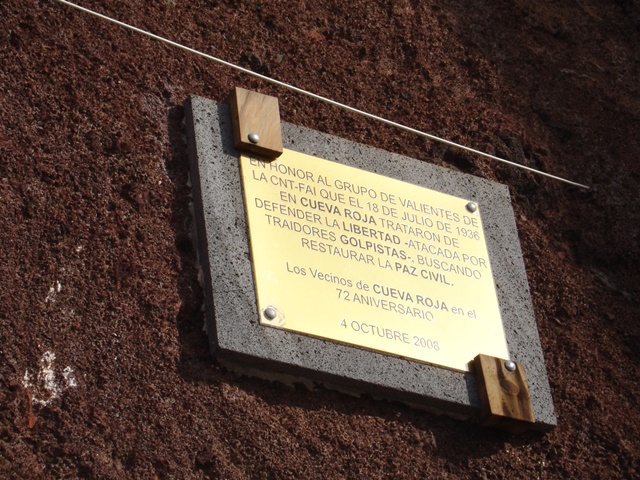 EN HONOR AL GRUPO DE VALIENTES DE
LA CNT-FAI QUE EL 18 DE JULIO DE 1936
EN CUEVA ROJA TRATARON DE
DEFENDER LA LIBERTAD -ATACADA POR
TRAIDORES GOLPISTAS-, BUSCANDO
RESTAURAR LA PAZ CIVIL.
Los Vecinos de CUEVA ROJA en el
72 ANIVERSARIO
4 OCTUBRE 2008